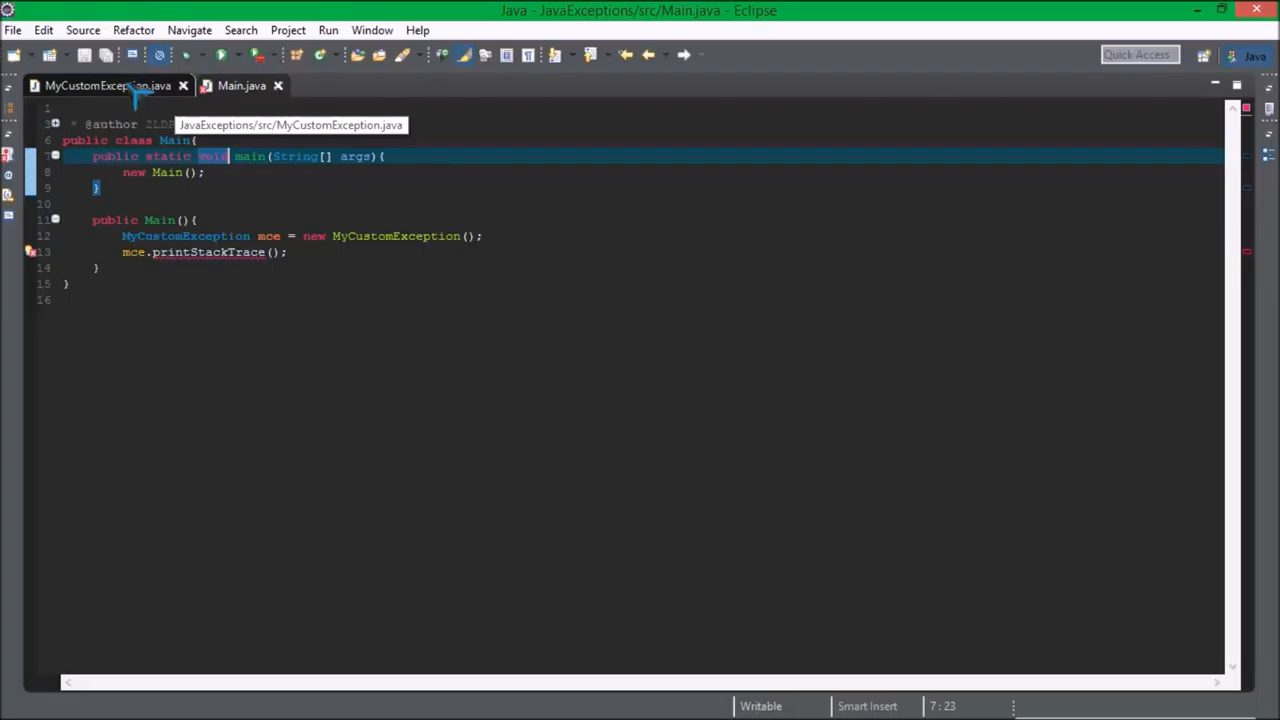 Java - JavaExceptions/src/Main.java - Eclipse
File Edit Source Refactor Navigate Search Project Run Window Help
Quick Access Java
MyCustomException.java Main.java
1
3 * @author ZLDP
JavaExceptions/src/MyCustomException.java
6 public class Main{
7 public static void main(String[] args){
8 new Main();
9 }
10
11 public Main(){
12 MyCustomException mce = new MyCustomException();
13 mce.printStackTrace();
14 }
15 }
16
Writable Smart Insert 7 : 23